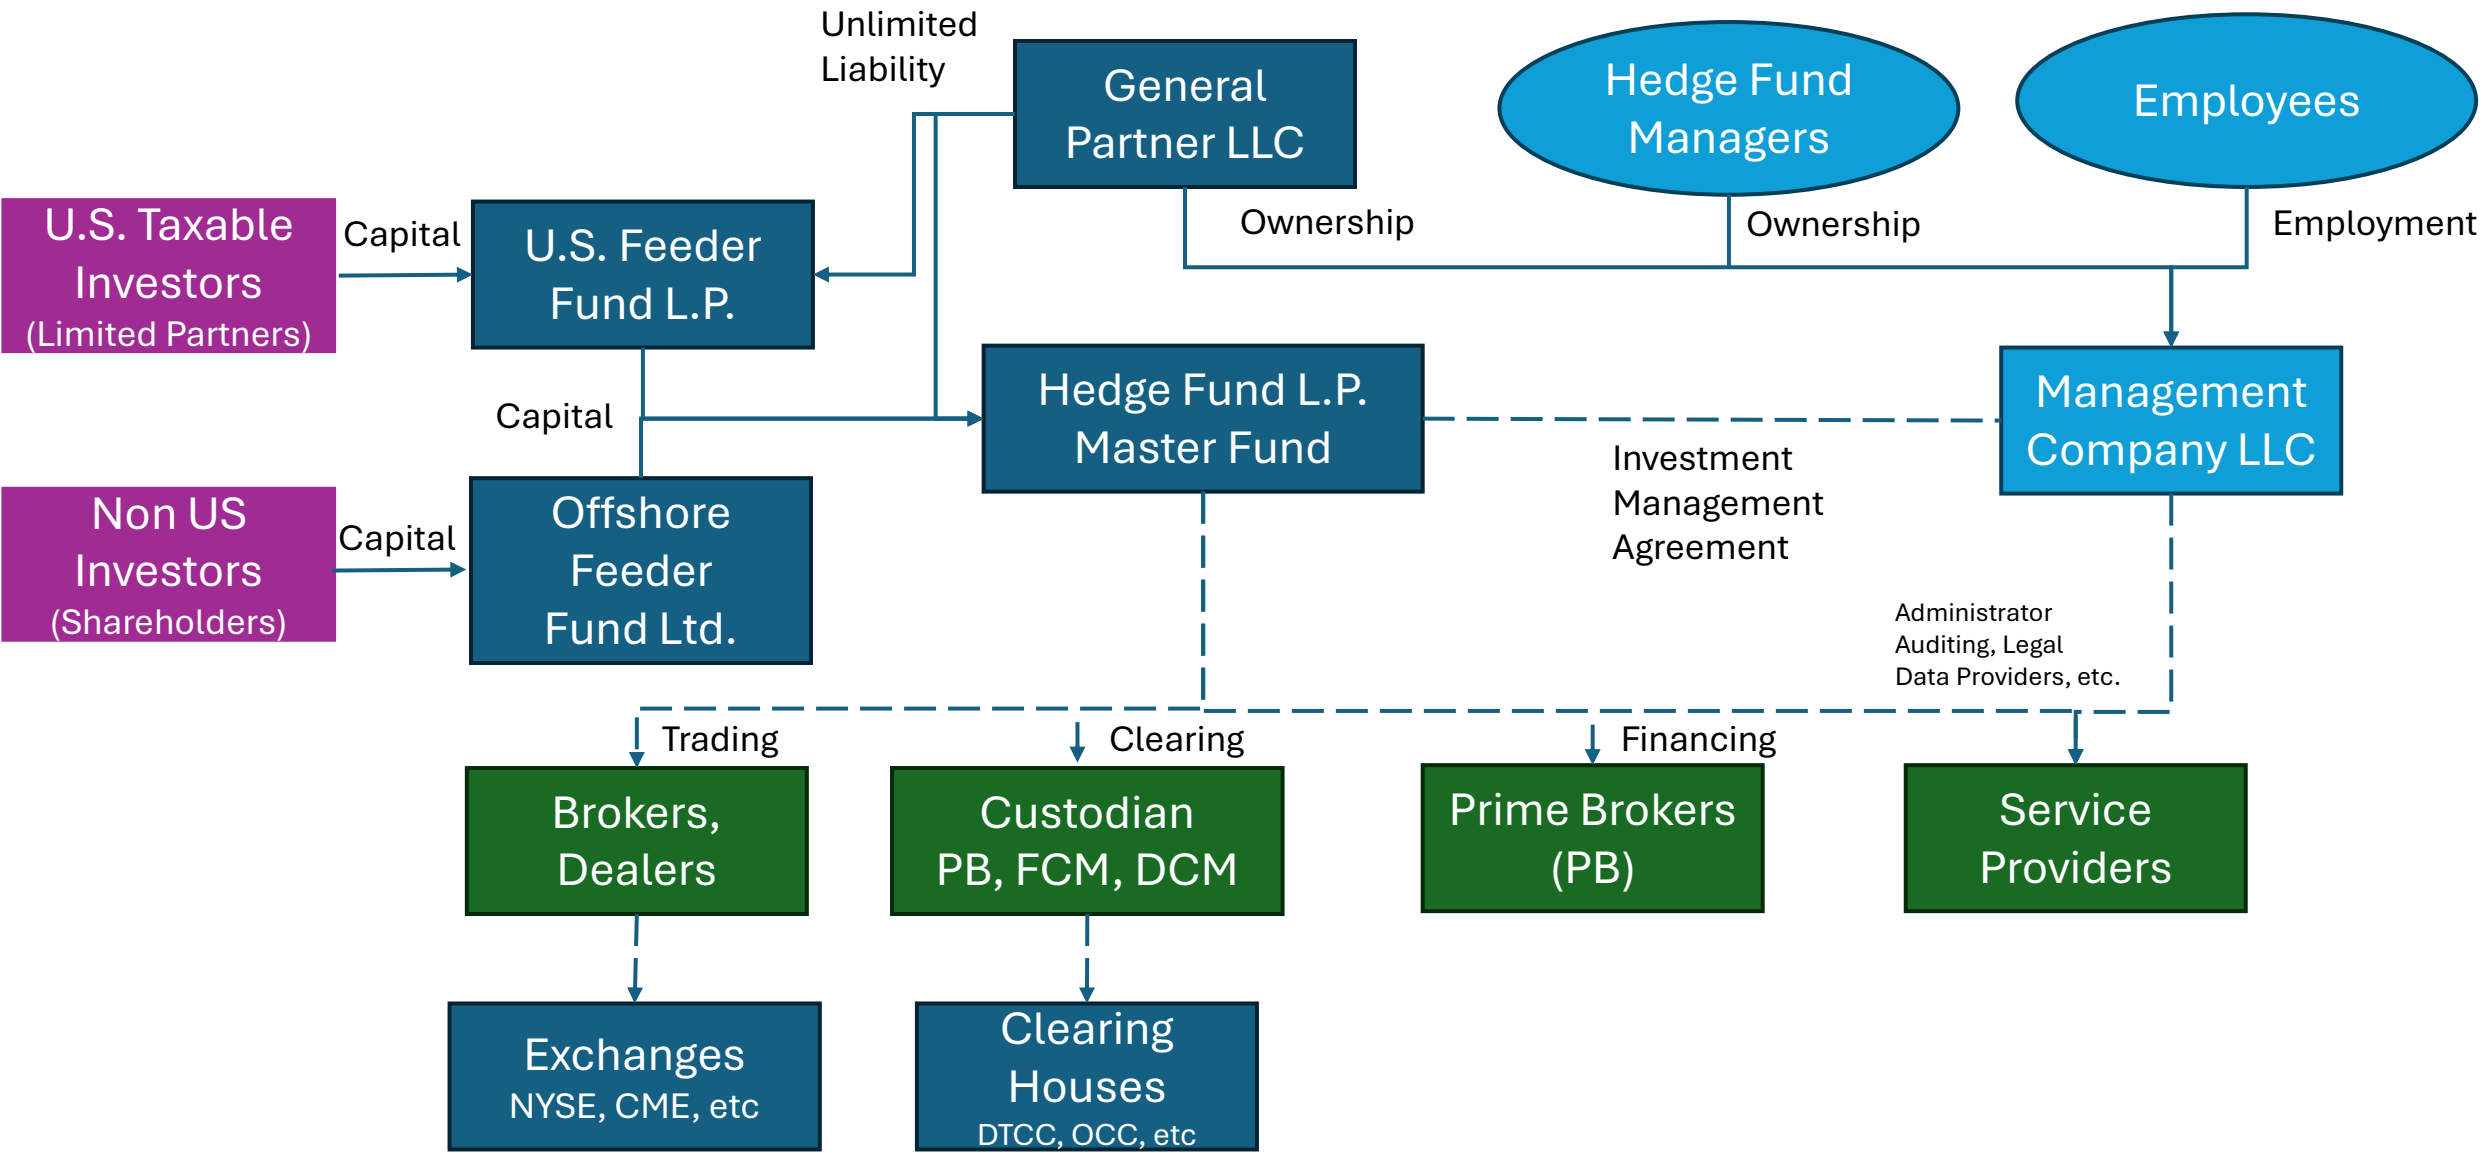 Unlimited
Liability
General
Partner LLC
Hedge Fund
Managers
Employees
U.S. Taxable
Investors
(Limited Partners)
Capital
U.S. Feeder
Fund L.P.
Ownership
Ownership
Employment
Capital
Hedge Fund L.P.
Master Fund
Management
Company LLC
Investment
Management
Agreement
Non US
Investors
(Shareholders)
Capital
Offshore
Feeder
Fund Ltd.
Administrator
Auditing, Legal
Data Providers, etc.
Trading
Clearing
Financing
Brokers,
Dealers
Custodian
PB, FCM, DCM
Prime Brokers
(PB)
Service
Providers
Exchanges
NYSE, CME, etc
Clearing
Houses
DTCC, OCC, etc